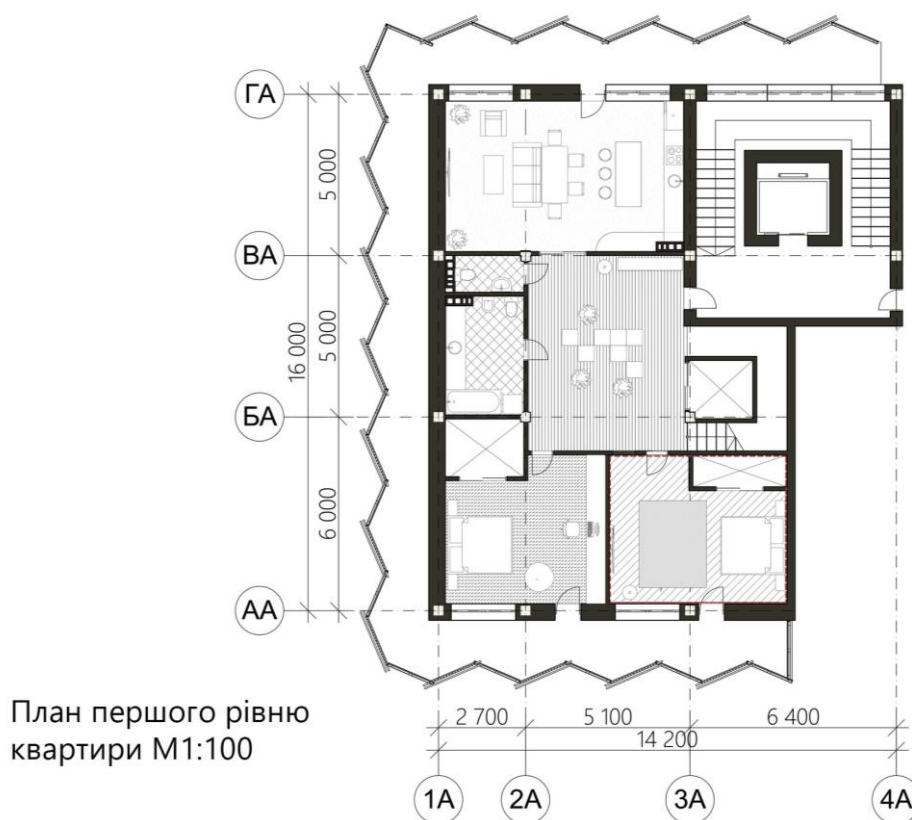 ГА
ВА
БА
АА
5 000
5 000
6 000
16 000
План першого рівню
квартири М1:100
2 700
5 100
6 400
14 200
1А
2А
3А
4А